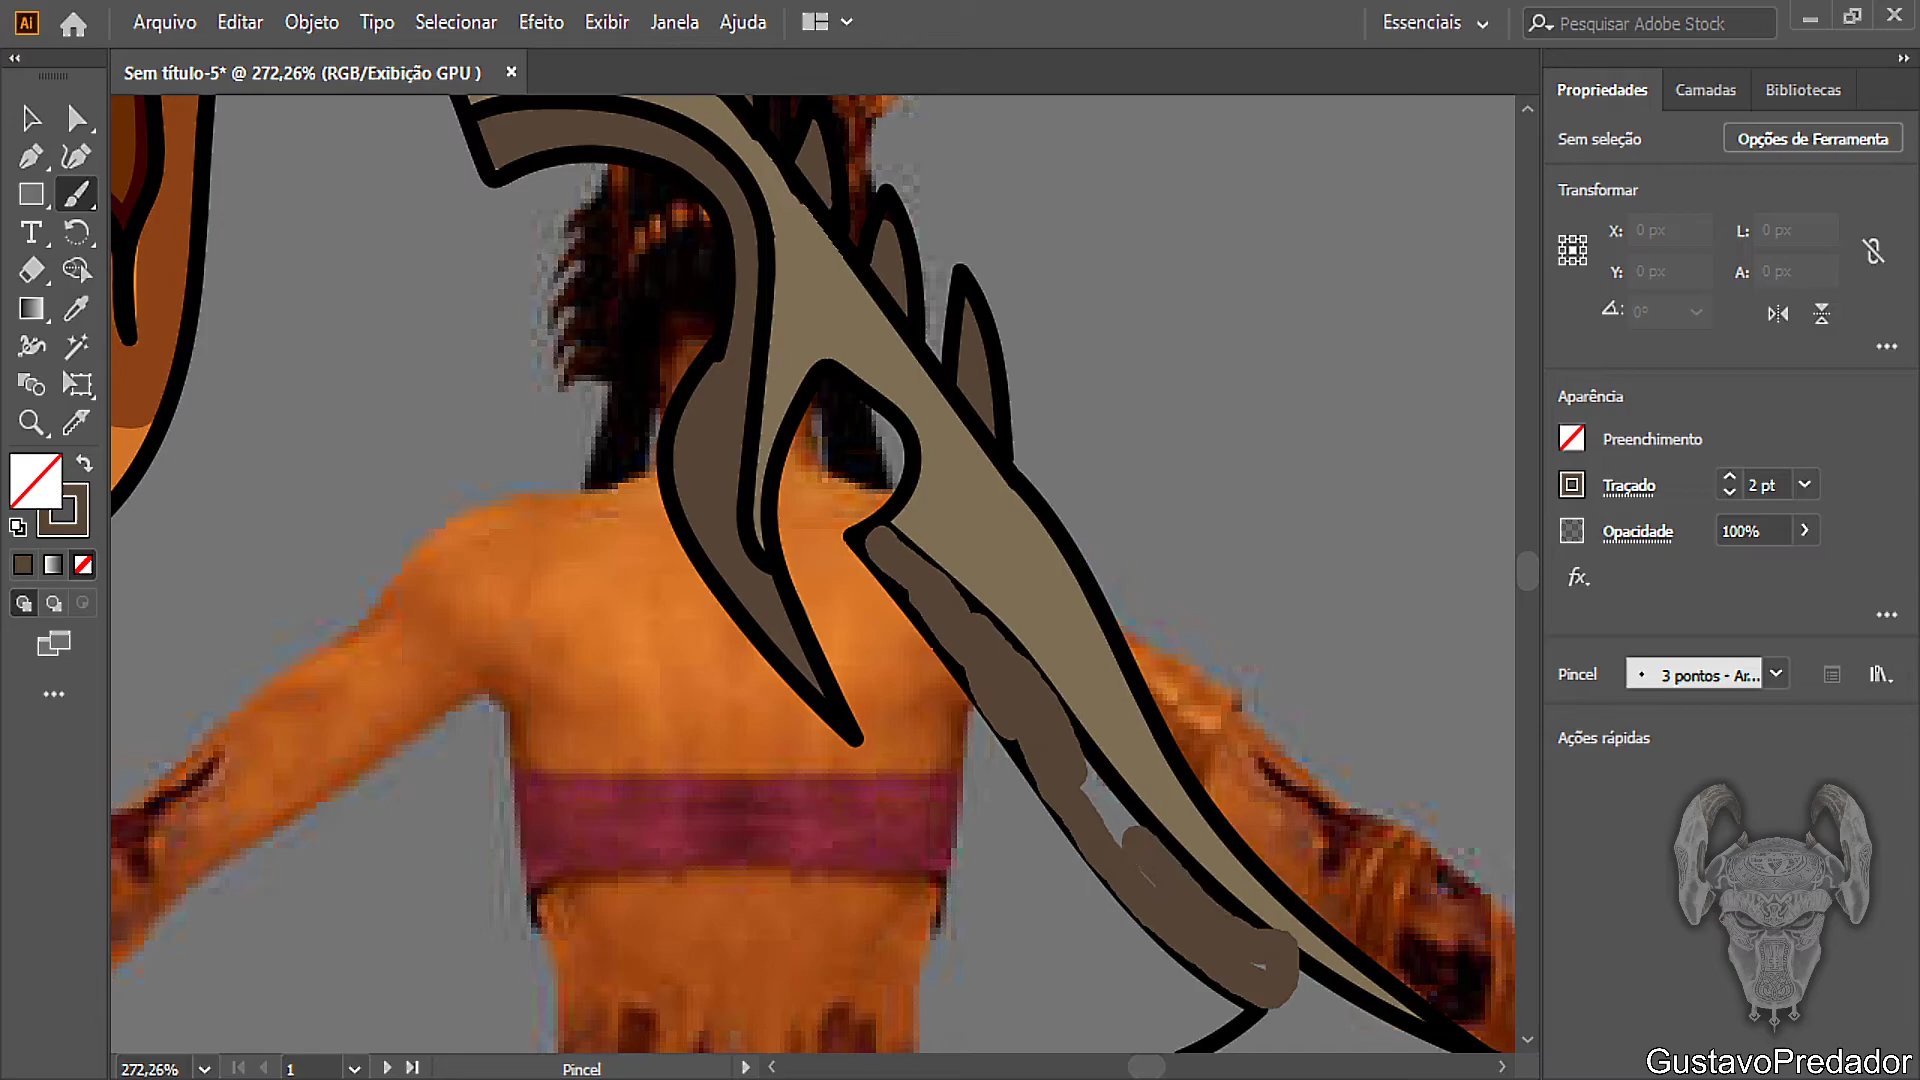 Ai Arquivo Editar Objeto Tipo Selecionar Efeito Exibir Janela Ajuda Essenciais Pesquisar Adobe Stock
Sem título-5* @ 272,26% (RGB/Exibição GPU )
Propriedades Camadas Bibliotecas
Sem seleção Opções de Ferramenta
Transformar
X: 0 px L: 0 px
Y: 0 px A: 0 px
0°
Aparência
Preenchimento
Traçado 2 pt
Opacidade 100%
fx.
Pincel 3 pontos - Ar...
Ações rápidas
272,26% 1 Pincel
GustavoPredador